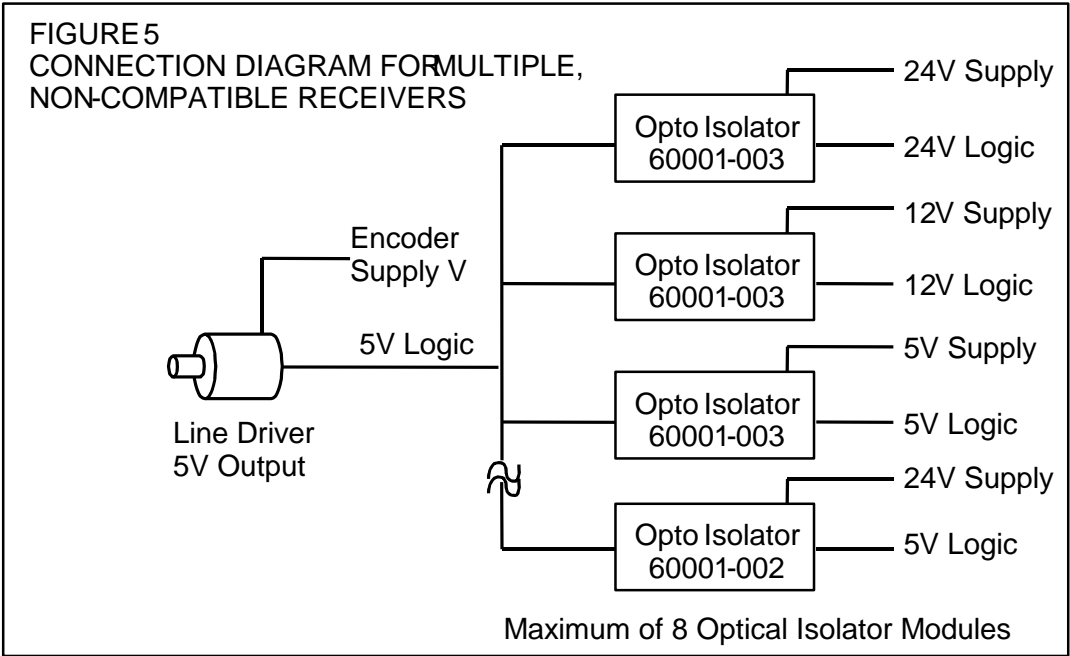 FIGURE 5
CONNECTION DIAGRAM FOR MULTIPLE,
NON-COMPATIBLE RECEIVERS
Encoder
Supply V
5V Logic
Line Driver
5V Output
Opto Isolator
60001-003
24V Supply
24V Logic
Opto Isolator
60001-003
12V Supply
12V Logic
Opto Isolator
60001-003
5V Supply
5V Logic
Opto Isolator
60001-002
24V Supply
5V Logic
Maximum of 8 Optical Isolator Modules